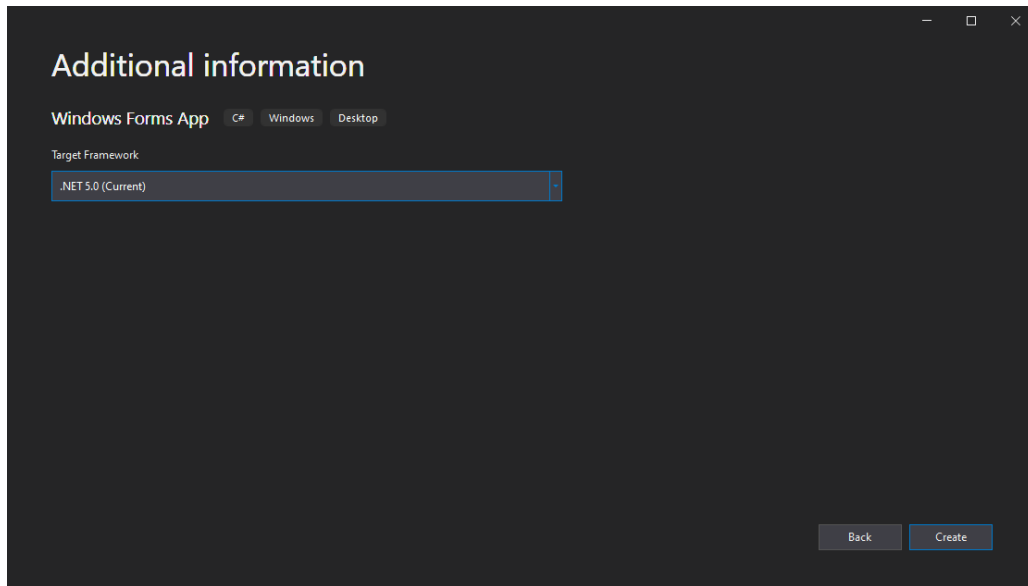 Additional information
Windows Forms App C# Windows Desktop
Target Framework
.NET 5.0 (Current)
Back Create